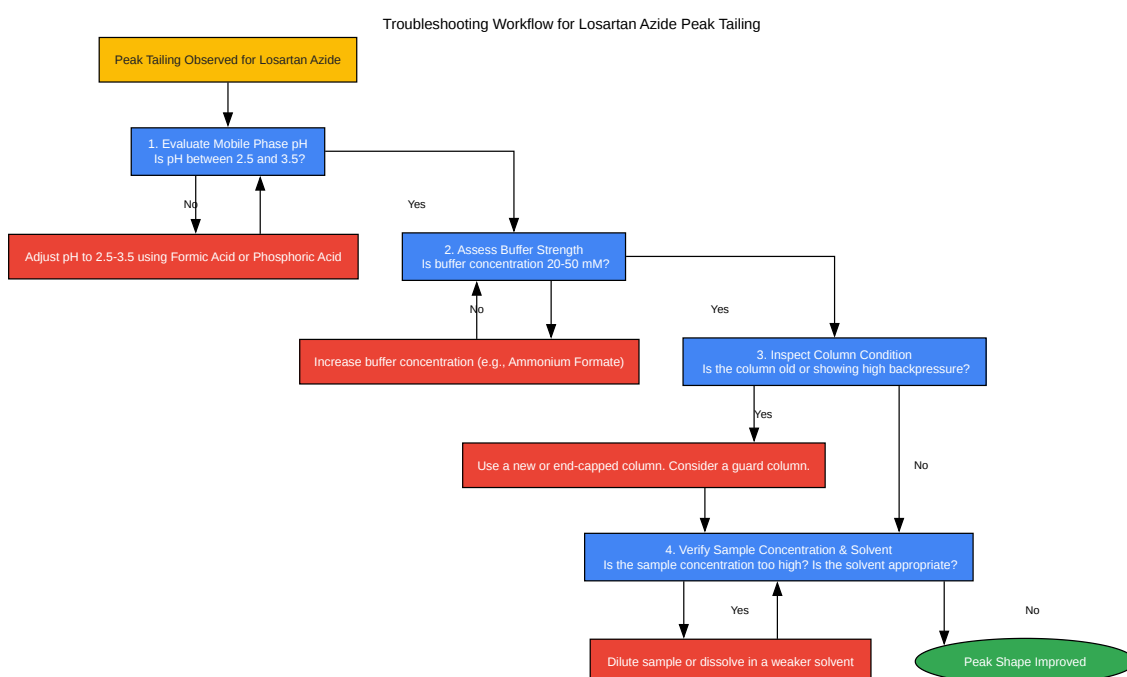 Troubleshooting Workflow for Losartan Azide Peak Tailing
Peak Tailing Observed for Losartan Azide
1. Evaluate Mobile Phase pH
Is pH between 2.5 and 3.5?
No
Yes
Adjust pH to 2.5-3.5 using Formic Acid or Phosphoric Acid
2. Assess Buffer Strength
Is buffer concentration 20-50 mM?
No
Yes
Increase buffer concentration (e.g., Ammonium Formate)
3. Inspect Column Condition
Is the column old or showing high backpressure?
Yes
No
Use a new or end-capped column. Consider a guard column.
4. Verify Sample Concentration & Solvent
Is the sample concentration too high? Is the solvent appropriate?
Yes
No
Dilute sample or dissolve in a weaker solvent
Peak Shape Improved